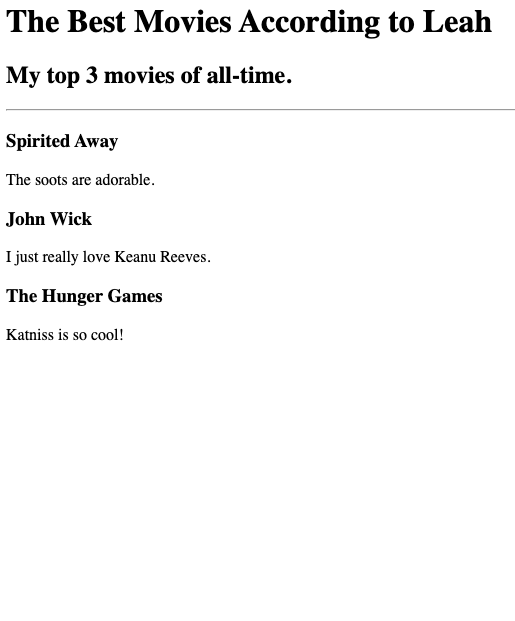 The Best Movies According to Leah
My top 3 movies of all-time.
Spirited Away
The soots are adorable.
John Wick
I just really love Keanu Reeves.
The Hunger Games
Katniss is so cool!